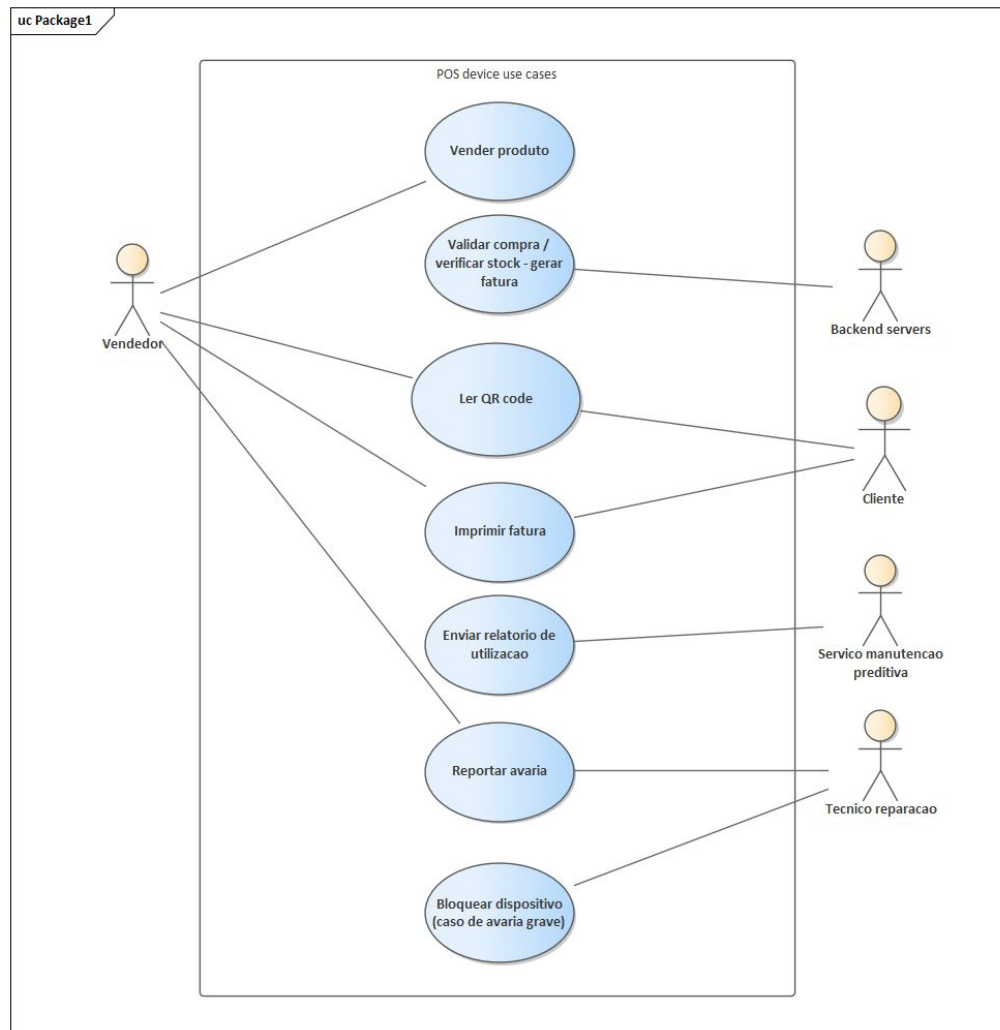 uc Package1
POS device use cases
Vender produto
Validar compra /
verificar stock - gerar
fatura
Backend servers
Vendedor
Ler QR code
Cliente
Imprimir fatura
Enviar relatorio de
utilizacao
Servico manutencao
preditiva
Reportar avaria
Tecnico reparacao
Bloquear dispositivo
(caso de avaria grave)